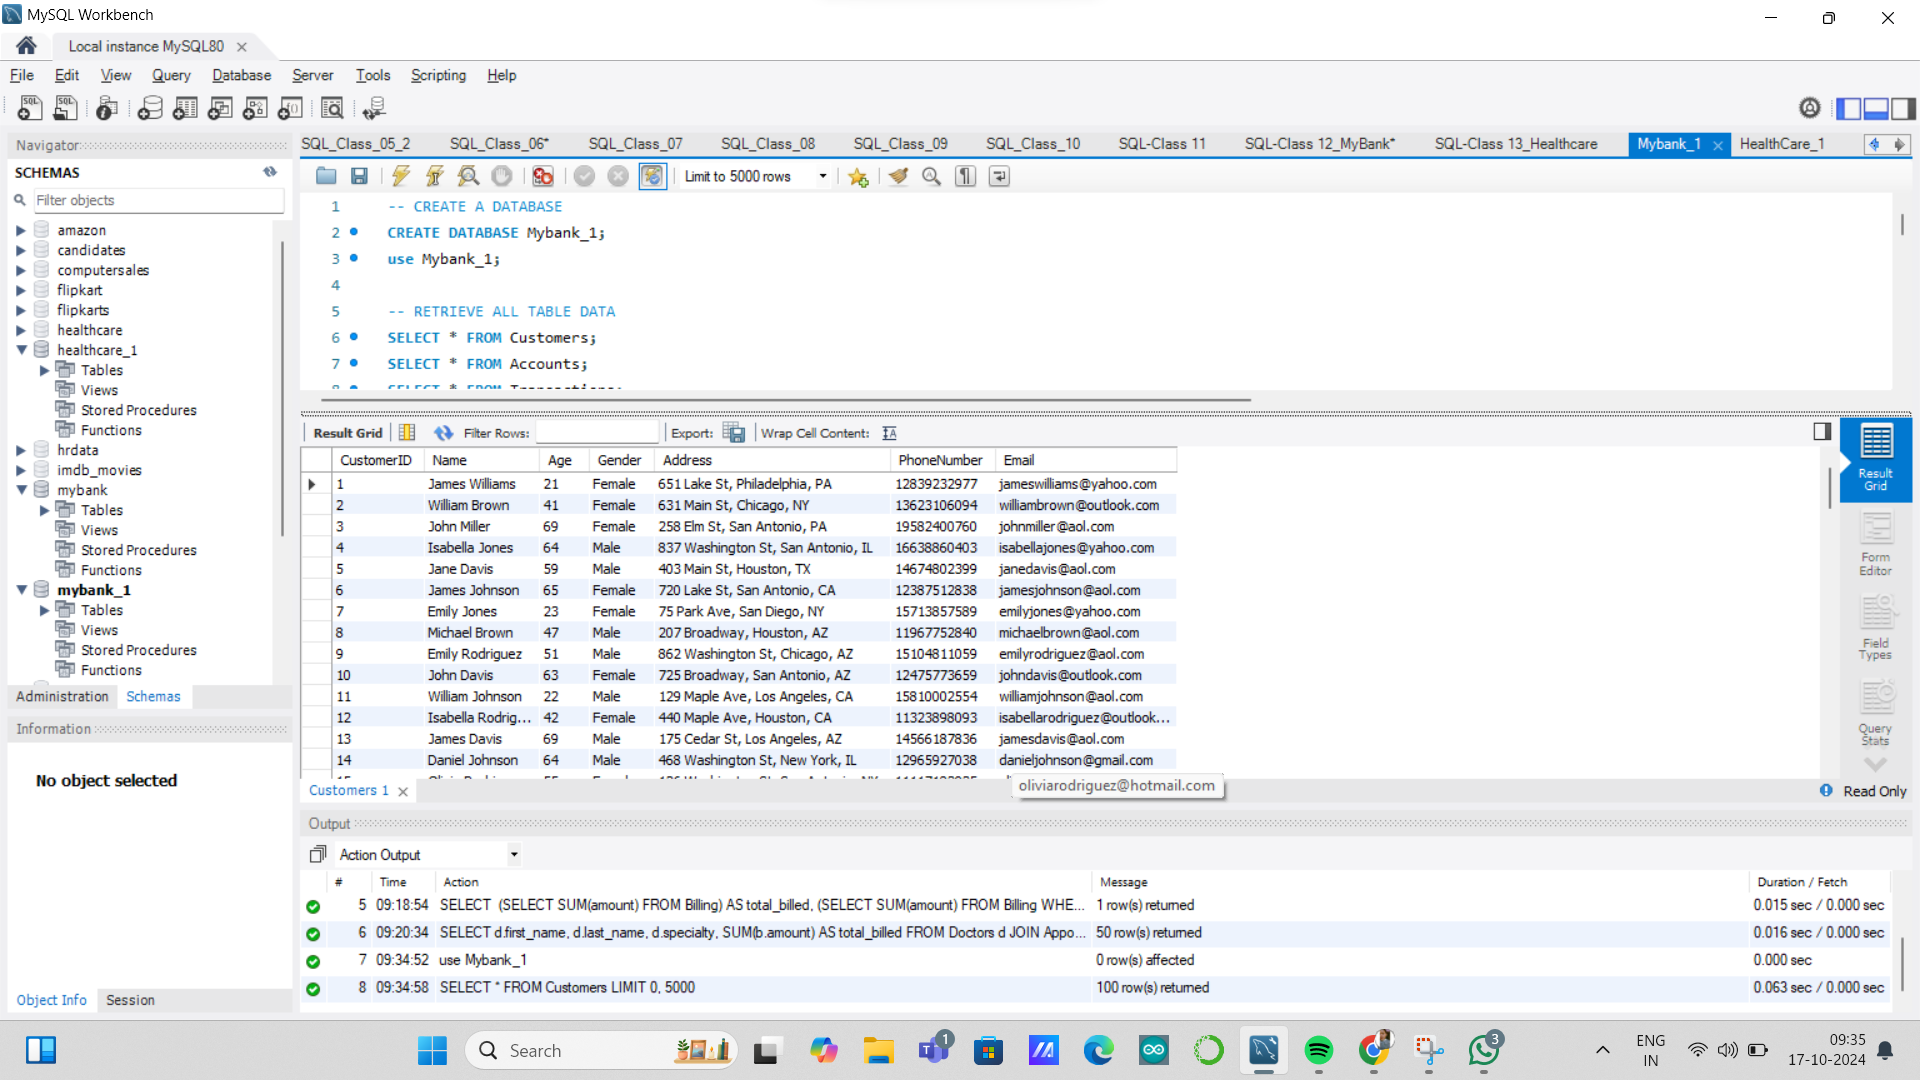 MySQL Workbench
Local instance MySQL80
File Edit View Query Database Server Tools Scripting Help
Navigator
SCHEMAS
Filter objects
amazon
candidates
computersales
flipkart
flipkarts
healthcare
healthcare_1
Tables
Views
Stored Procedures
Functions
hrdata
imdb_movies
mybank
Tables
Views
Stored Procedures
Functions
mybank_1
Tables
Views
Stored Procedures
Functions
Administration Schemas
Information
No object selected
Object Info Session
SQL_Class_05_2 SQL_Class_06* SQL_Class_07 SQL_Class_08 SQL_Class_09 SQL_Class_10 SQL-Class 11 SQL-Class 12_MyBank* SQL-Class 13_Healthcare Mybank_1 HealthCare_1
Limit to 5000 rows
1 -- CREATE A DATABASE
2 CREATE DATABASE Mybank_1;
3 use Mybank_1;
4
5 -- RETRIEVE ALL TABLE DATA
6 SELECT * FROM Customers;
7 SELECT * FROM Accounts;
8 SELECT * FROM Transactions;
Result Grid Filter Rows: Export: Wrap Cell Content:
CustomerID Name Age Gender Address PhoneNumber Email
1 James Williams 21 Female 651 Lake St, Philadelphia, PA 12839232977 jameswilliams@yahoo.com
2 William Brown 41 Female 631 Main St, Chicago, NY 13623106094 williambrown@outlook.com
3 John Miller 69 Female 258 Elm St, San Antonio, PA 19582400760 johnmiller@aol.com
4 Isabella Jones 64 Male 837 Washington St, San Antonio, IL 16638860403 isabellajones@yahoo.com
5 Jane Davis 59 Male 403 Main St, Houston, TX 14674802399 janedavis@aol.com
6 James Johnson 65 Female 720 Lake St, San Antonio, CA 12387512838 jamesjohnson@aol.com
7 Emily Jones 23 Female 75 Park Ave, San Diego, NY 15713857589 emilyjones@yahoo.com
8 Michael Brown 47 Male 207 Broadway, Houston, AZ 11967752840 michaelbrown@aol.com
9 Emily Rodriguez 51 Male 862 Washington St, Chicago, AZ 15104811059 emilyrodriguez@aol.com
10 John Davis 63 Female 725 Broadway, San Antonio, AZ 12475773659 johndavis@outlook.com
11 William Johnson 22 Male 129 Maple Ave, Los Angeles, CA 15810002554 williamjohnson@aol.com
12 Isabella Rodrig... 42 Female 440 Maple Ave, Houston, CA 11323898093 isabellarodriguez@outlook...
13 James Davis 69 Male 175 Cedar St, Los Angeles, AZ 14566187836 jamesdavis@aol.com
14 Daniel Johnson 64 Male 468 Washington St, New York, IL 12965927038 danieljohnson@gmail.com
oliviarodriguez@hotmail.com
Result Grid
Form Editor
Field Types
Query Stats
Customers 1
Read Only
Output
Action Output
# Time Action Message Duration / Fetch
5 09:18:54 SELECT (SELECT SUM(amount) FROM Billing) AS total_billed, (SELECT SUM(amount) FROM Billing WHE... 1 row(s) returned 0.015 sec / 0.000 sec
6 09:20:34 SELECT d.first_name, d.last_name, d.specialty, SUM(b.amount) AS total_billed FROM Doctors d JOIN Appo... 50 row(s) returned 0.016 sec / 0.000 sec
7 09:34:52 use Mybank_1 0 row(s) affected 0.000 sec
8 09:34:58 SELECT * FROM Customers LIMIT 0, 5000 100 row(s) returned 0.063 sec / 0.000 sec
Search
1
3
ENG
IN
09:35
17-10-2024